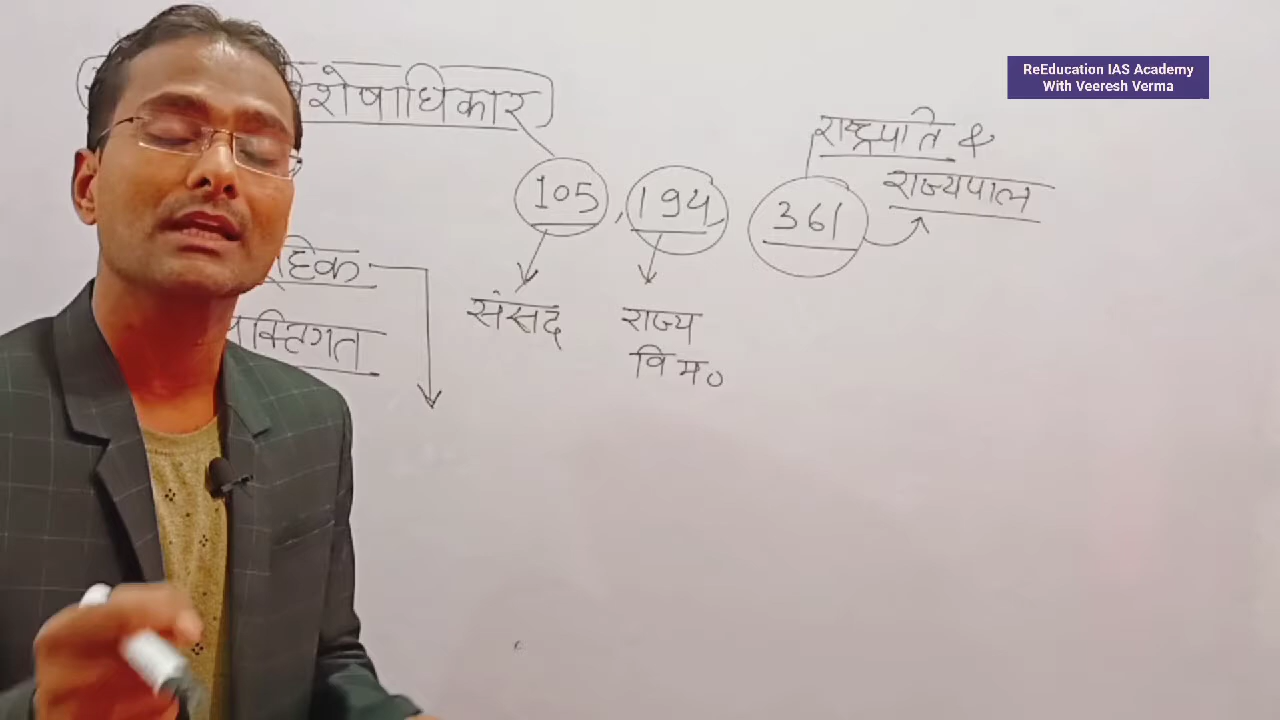 ReEducation IAS Academy
With Veeresh Verma
विशेषाधिकार
राष्ट्रपति &
राज्यपाल
105, 194, 361
संसद
राज्य
वि म०